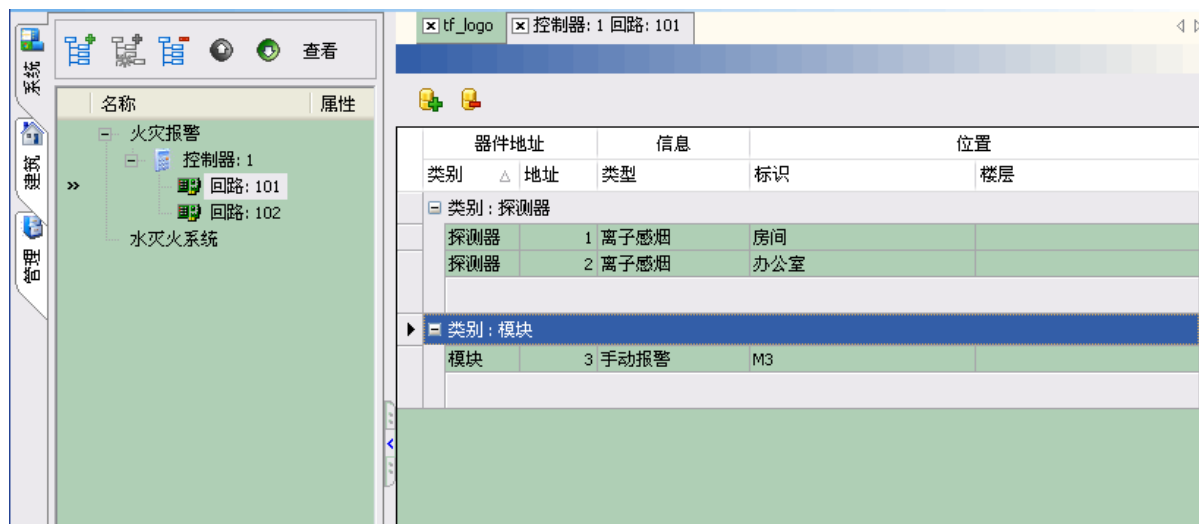 系统
建筑
管理
查看
名称 属性
火灾报警
控制器: 1
回路: 101
回路: 102
水灭火系统
tf_logo 控制器: 1 回路: 101
器件地址 信息 位置
类别 地址 类型 标识 楼层
类别 : 探测器
探测器 1 离子感烟 房间
探测器 2 离子感烟 办公室
类别 : 模块
模块 3 手动报警 M3